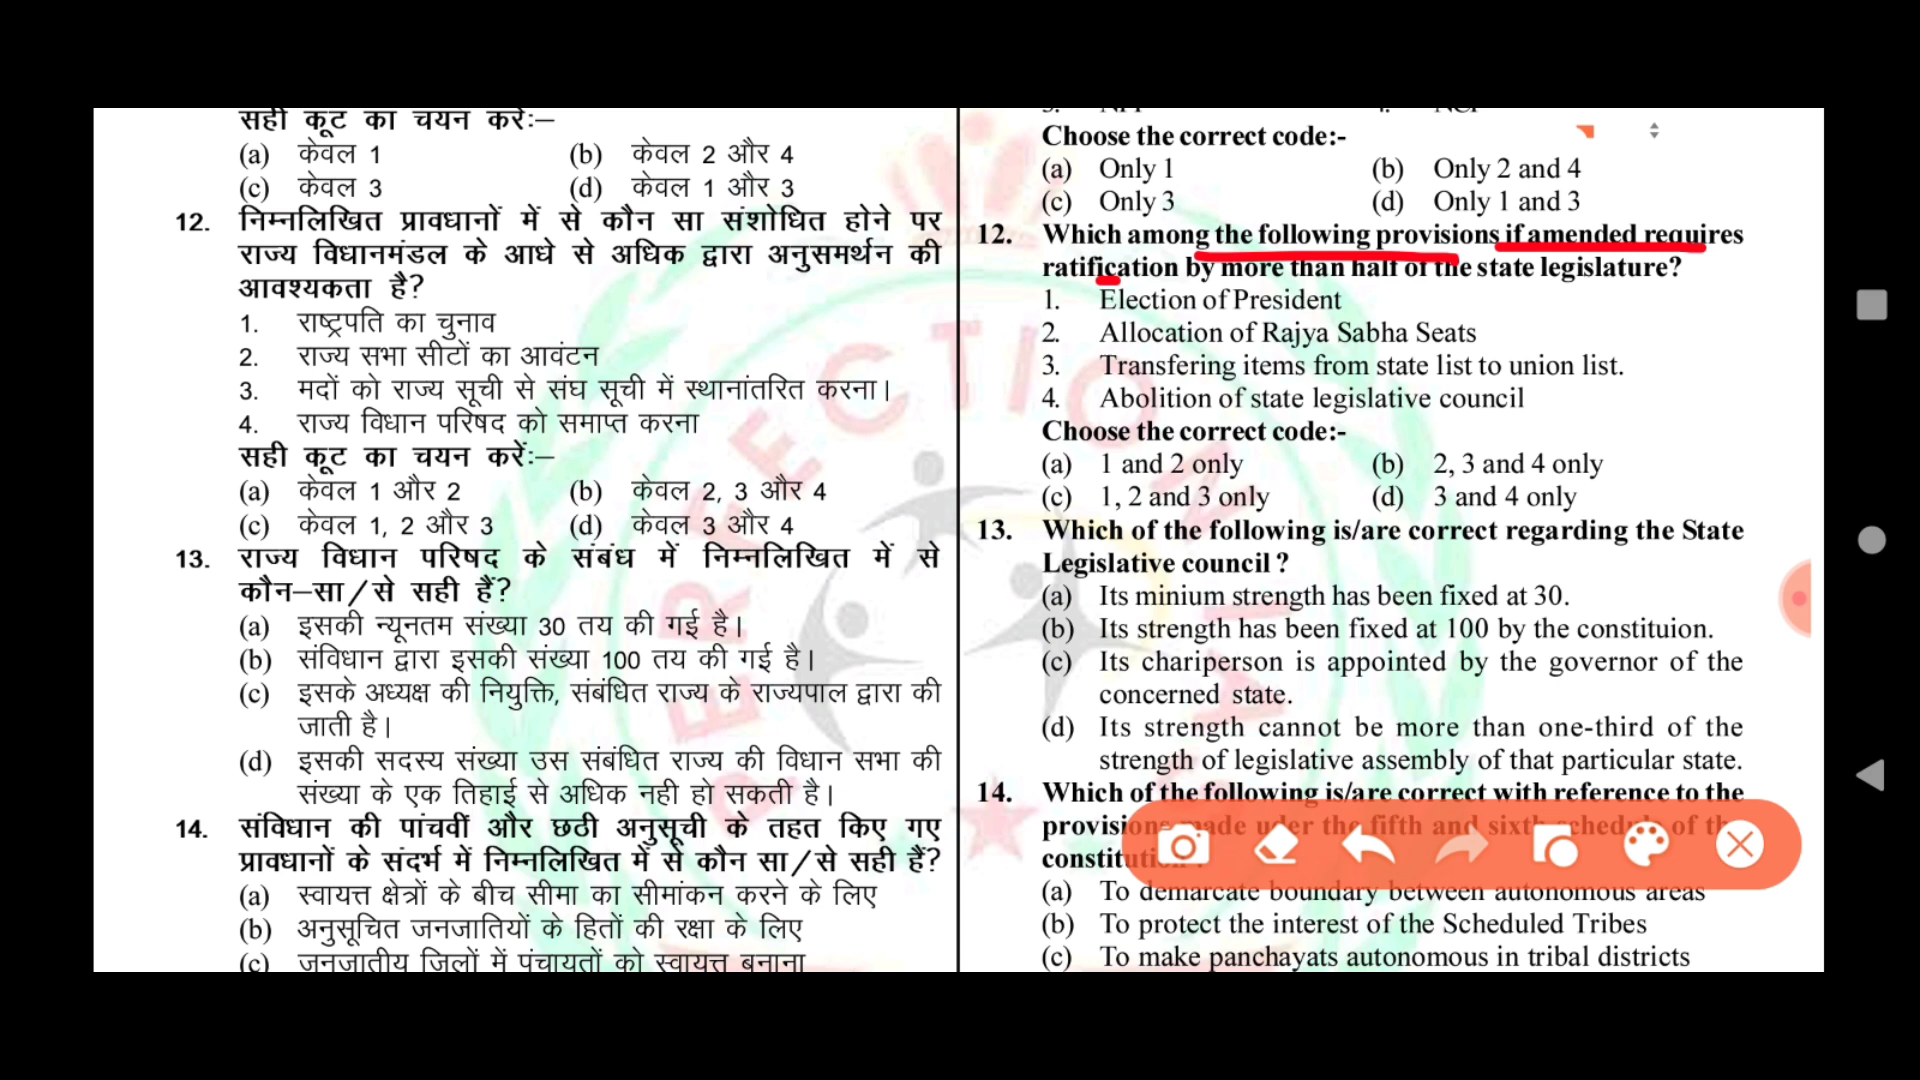 सही कूट का चयन करें:–
(a) केवल 1 (b) केवल 2 और 4
(c) केवल 3 (d) केवल 1 और 3
12. निम्नलिखित प्रावधानों में से कौन सा संशोधित होने पर
राज्य विधानमंडल के आधे से अधिक द्वारा अनुसमर्थन की
आवश्यकता है?
1. राष्ट्रपति का चुनाव
2. राज्य सभा सीटों का आवंटन
3. मदों को राज्य सूची से संघ सूची में स्थानांतरित करना।
4. राज्य विधान परिषद को समाप्त करना
सही कूट का चयन करें:–
(a) केवल 1 और 2 (b) केवल 2, 3 और 4
(c) केवल 1, 2 और 3 (d) केवल 3 और 4
13. राज्य विधान परिषद के संबंध में निम्नलिखित में से
कौन–सा/से सही हैं?
(a) इसकी न्यूनतम संख्या 30 तय की गई है।
(b) संविधान द्वारा इसकी संख्या 100 तय की गई है।
(c) इसके अध्यक्ष की नियुक्ति, संबंधित राज्य के राज्यपाल द्वारा की
जाती है।
(d) इसकी सदस्य संख्या उस संबंधित राज्य की विधान सभा की
संख्या के एक तिहाई से अधिक नही हो सकती है।
14. संविधान की पांचवीं और छठी अनुसूची के तहत किए गए
प्रावधानों के संदर्भ में निम्नलिखित में से कौन सा/से सही हैं?
(a) स्वायत्त क्षेत्रों के बीच सीमा का सीमांकन करने के लिए
(b) अनुसूचित जनजातियों के हितों की रक्षा के लिए
(c) जनजातीय जिलों में पंचायतों को स्वायत्त बनाना
Choose the correct code:-
(a) Only 1 (b) Only 2 and 4
(c) Only 3 (d) Only 1 and 3
12. Which among the following provisions if amended requires
ratification by more than half of the state legislature?
1. Election of President
2. Allocation of Rajya Sabha Seats
3. Transfering items from state list to union list.
4. Abolition of state legislative council
Choose the correct code:-
(a) 1 and 2 only (b) 2, 3 and 4 only
(c) 1, 2 and 3 only (d) 3 and 4 only
13. Which of the following is/are correct regarding the State
Legislative council ?
(a) Its minium strength has been fixed at 30.
(b) Its strength has been fixed at 100 by the constituion.
(c) Its chariperson is appointed by the governor of the
concerned state.
(d) Its strength cannot be more than one-third of the
strength of legislative assembly of that particular state.
14. Which of the following is/are correct with reference to the
fifth and sixth
(a) To demarcate boundary between autonomous areas
(b) To protect the interest of the Scheduled Tribes
(c) To make panchayats autonomous in tribal districts